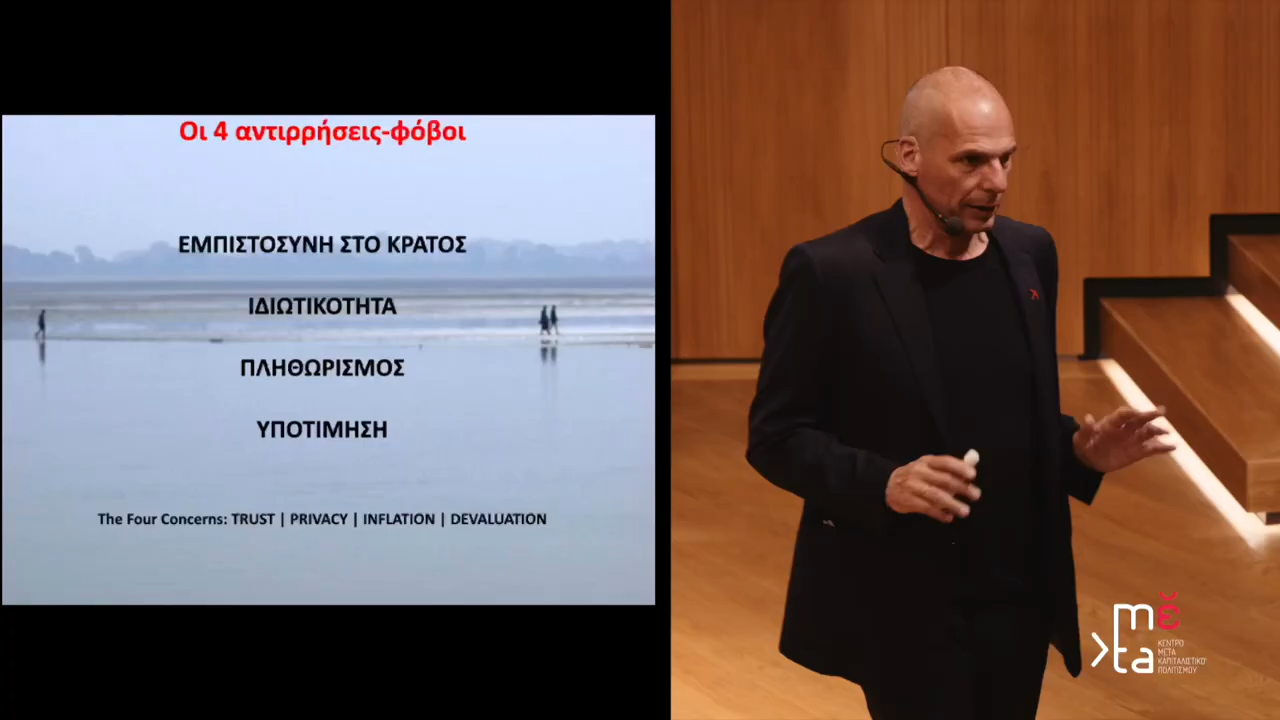 Οι 4 αντιρρήσεις-φόβοι
ΕΜΠΙΣΤΟΣΥΝΗ ΣΤΟ ΚΡΑΤΟΣ
ΙΔΙΩΤΙΚΟΤΗΤΑ
ΠΛΗΘΩΡΙΣΜΟΣ
ΥΠΟΤΙΜΗΣΗ
The Four Concerns: TRUST | PRIVACY | INFLATION | DEVALUATION
mέ
ta
ΚΕΝΤΡΟ
ΜΕΤΑ
ΚΑΠΙΤΑΛΙΣΤΙΚΟΥ
ΠΟΛΙΤΙΣΜΟΥ